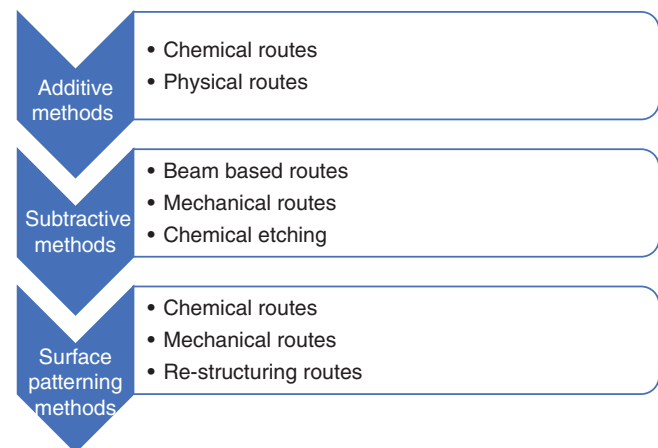 Additive
methods
• Chemical routes
• Physical routes
Subtractive
methods
• Beam based routes
• Mechanical routes
• Chemical etching
Surface
patterning
methods
• Chemical routes
• Mechanical routes
• Re-structuring routes